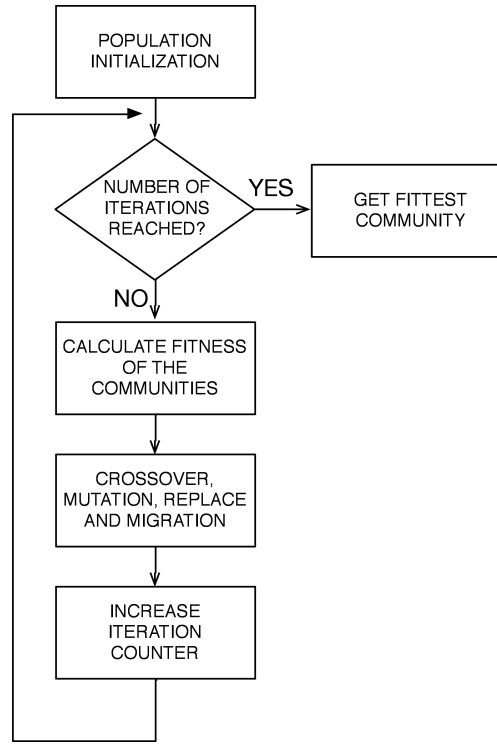 POPULATION
INITIALIZATION
NUMBER OF
ITERATIONS
REACHED?
YES
GET FITTEST
COMMUNITY
NO
CALCULATE FITNESS
OF THE
COMMUNITIES
CROSSOVER,
MUTATION, REPLACE
AND MIGRATION
INCREASE
ITERATION
COUNTER